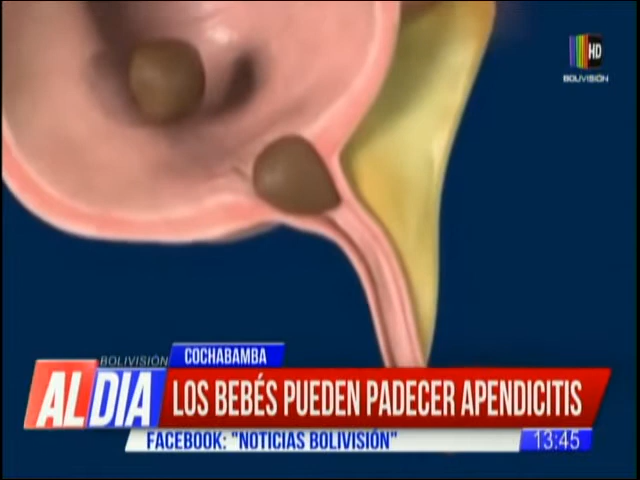 HD
BOLIVISIÓN
BOLIVISIÓN
COCHABAMBA
AL DIA
LOS BEBÉS PUEDEN PADECER APENDICITIS
FACEBOOK: "NOTICIAS BOLIVISIÓN"
13:45